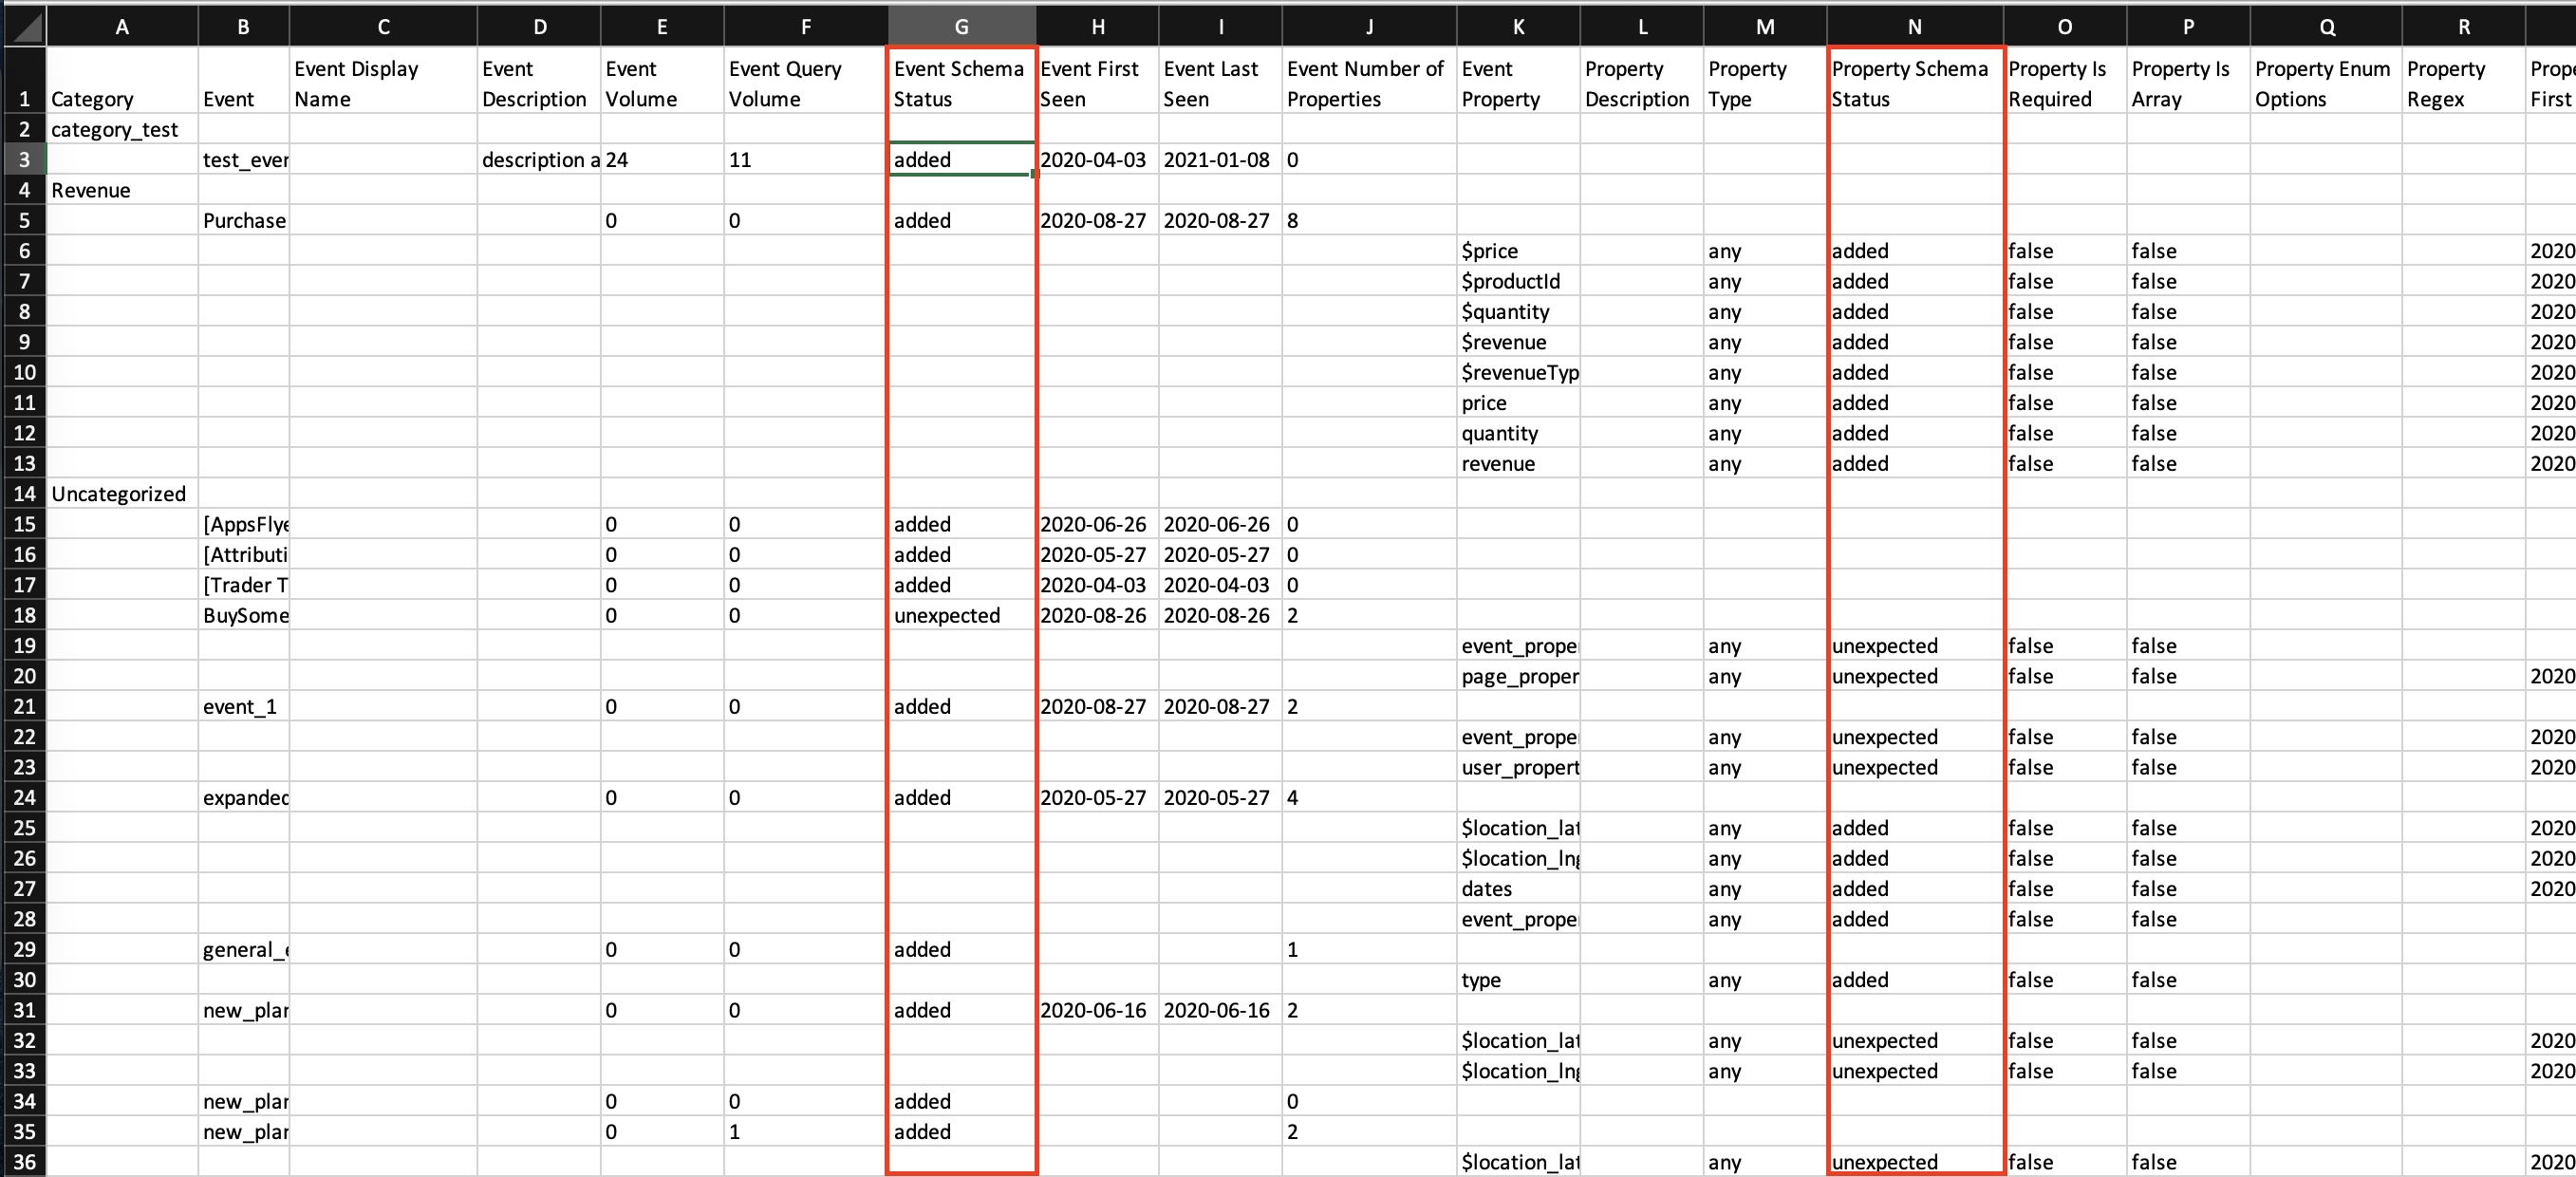 A B C D E F G H I J K L M N O P Q R
Event Display Event Event Event Query Event Schema Event First Event Last Event Number of Event Property Property Property Schema Property Is Property Is Property Enum Property
1 Category Event Name Description Volume Volume Status Seen Seen Properties Property Description Type Status Required Array Options Regex First
2 category_test
3 description a 24 11 added 2020-04-03 2021-01-08 0
4 Revenue
5 Purchase 0 0 added 2020-08-27 2020-08-27 8
6 $price any added false false 2020
7 $productId any added false false 2020
8 $quantity any added false false 2020
9 $revenue any added false false 2020
10 $revenueTyp any added false false 2020
11 price any added false false 2020
12 quantity any added false false 2020
13 revenue any added false false 2020
14 Uncategorized
15 [AppsFlye 0 0 added 2020-06-26 2020-06-26 0
16 [Attributi 0 0 added 2020-05-27 2020-05-27 0
17 [Trader T 0 0 added 2020-04-03 2020-04-03 0
18 BuySome 0 0 unexpected 2020-08-26 2020-08-26 2
19 event_prope any unexpected false false
20 page_proper any unexpected false false 2020
21 event_1 0 0 added 2020-08-27 2020-08-27 2
22 event_prope any unexpected false false 2020
23 user_propert any unexpected false false 2020
24 expanded 0 0 added 2020-05-27 2020-05-27 4
25 $location_lat any added false false 2020
26 $location_lng any added false false 2020
27 dates any added false false 2020
28 event_prope any added false false
29 general_e 0 0 added 1
30 type any added false false
31 new_plan 0 0 added 2020-06-16 2020-06-16 2
32 $location_lat any unexpected false false 2020
33 $location_lng any unexpected false false 2020
34 new_plan 0 0 added 0
35 new_plan 0 1 added 2
36 $location_lat any unexpected false false 2020